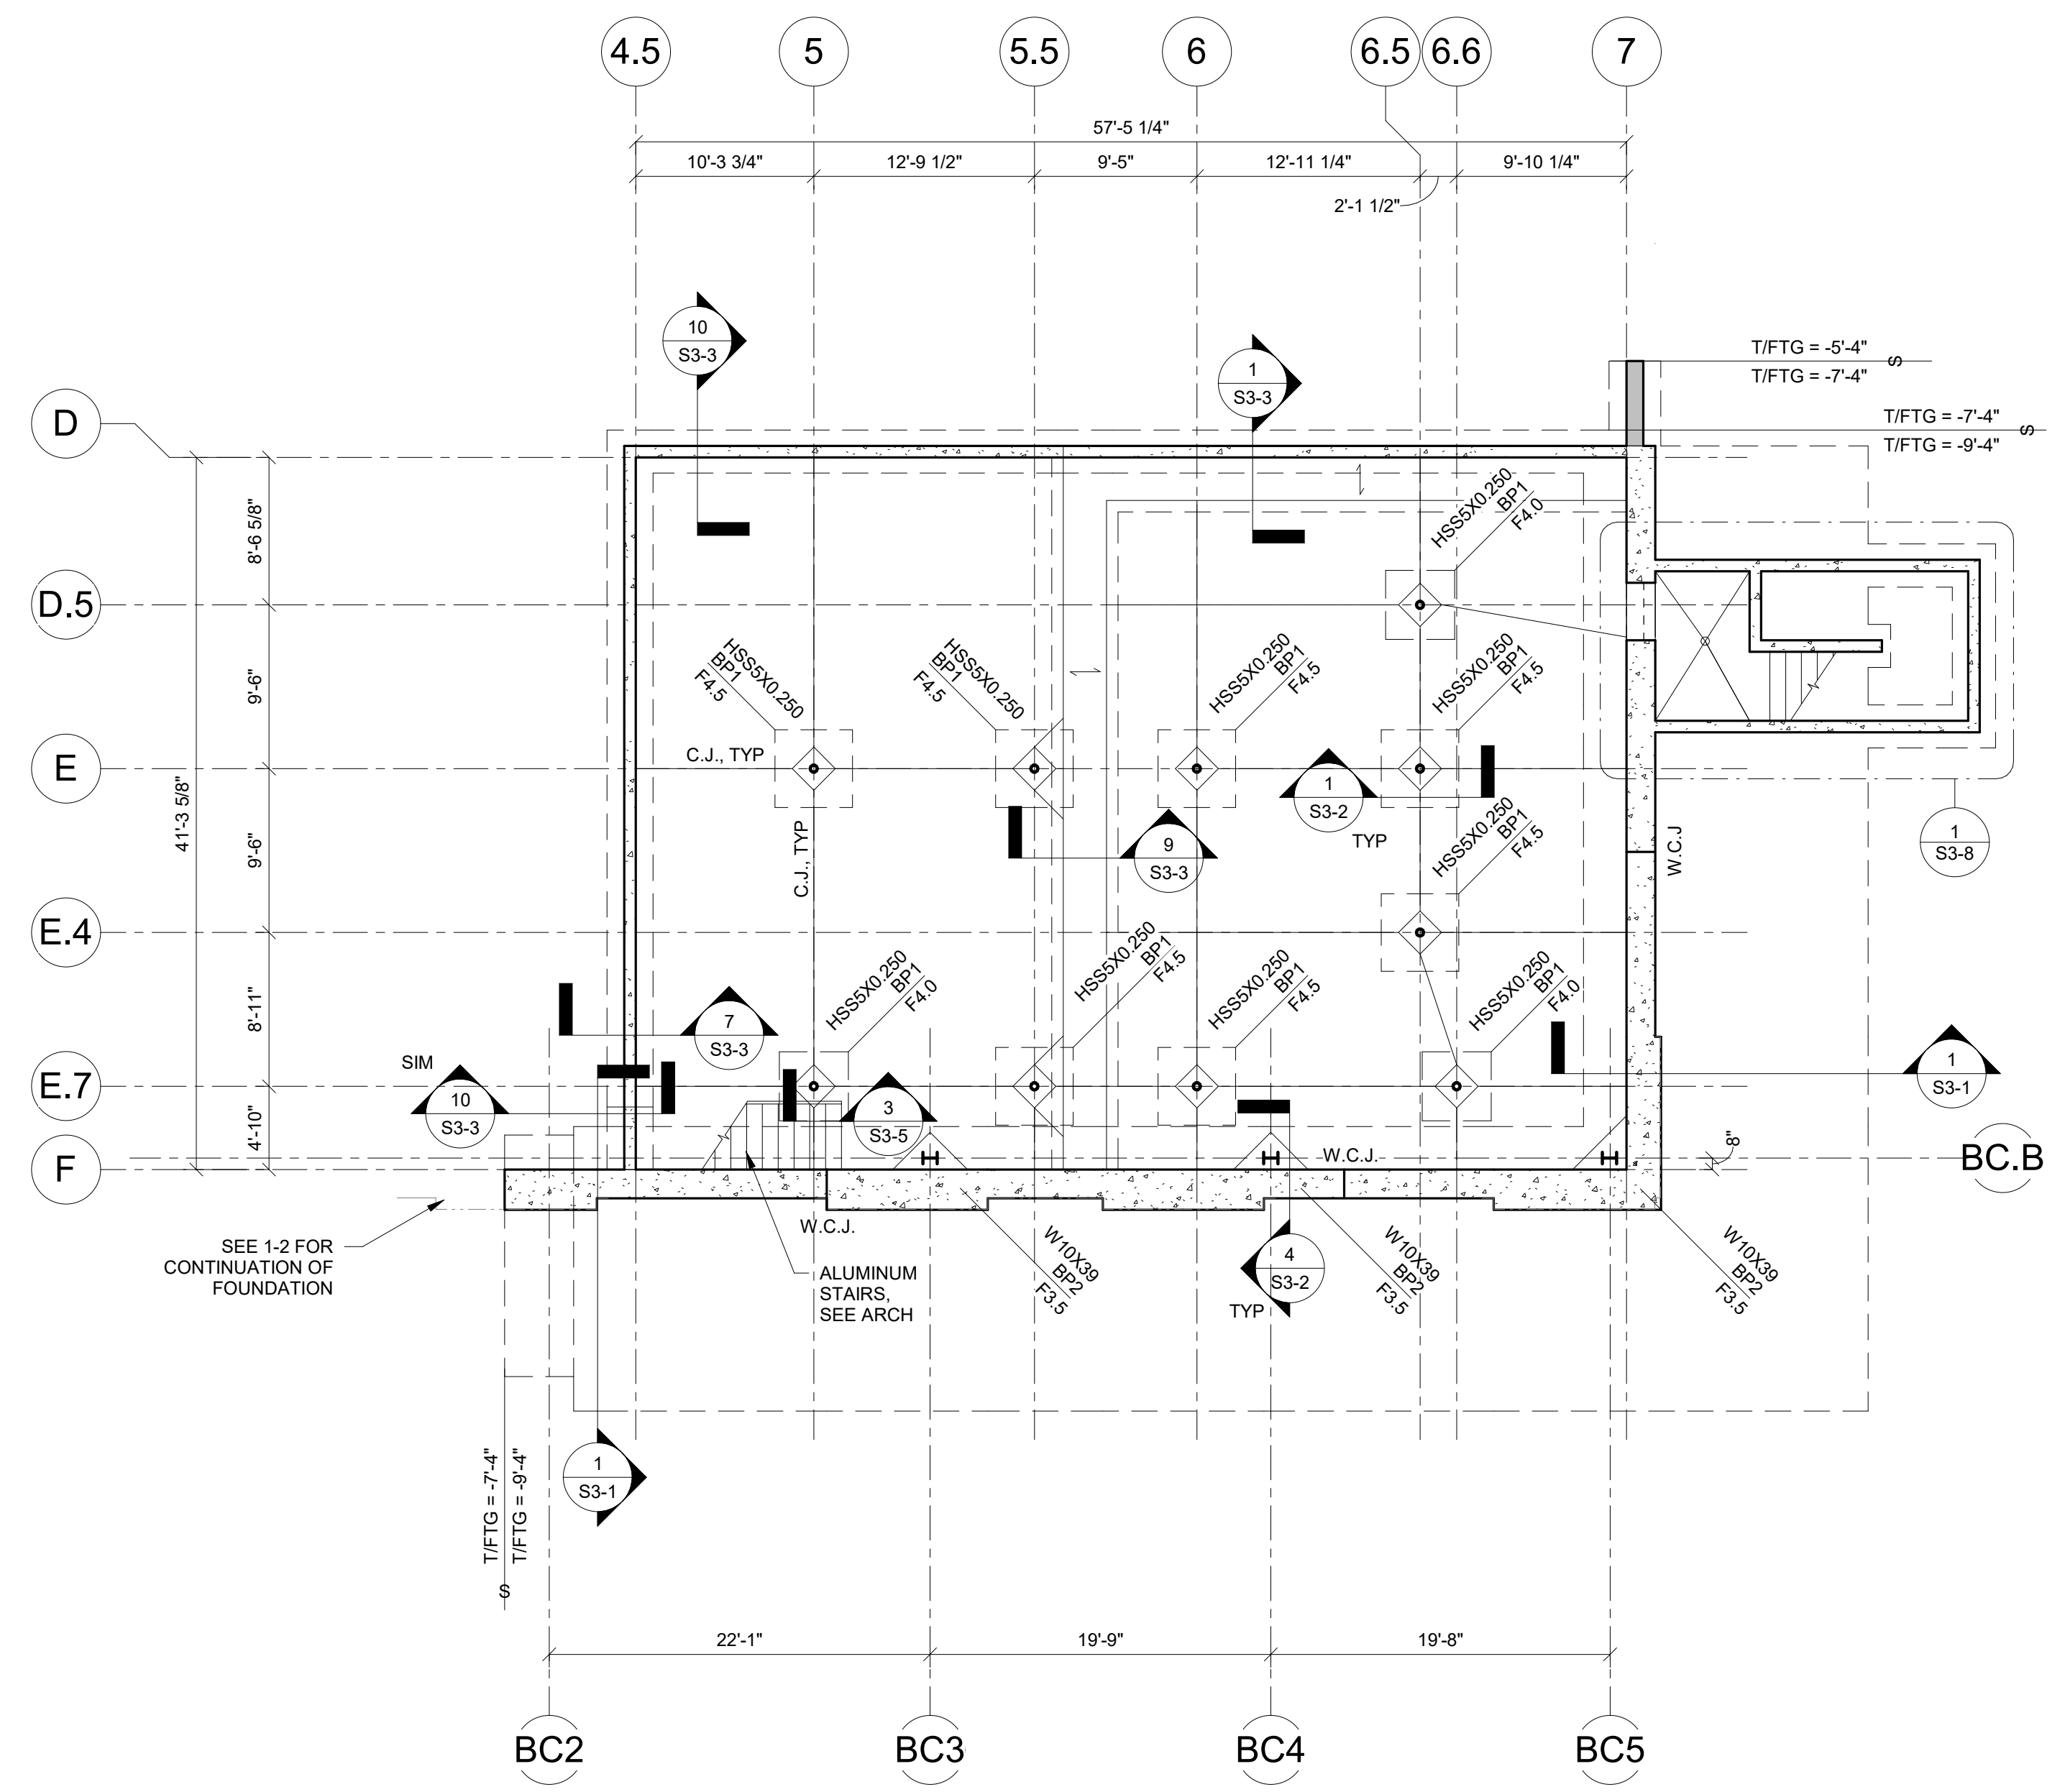 4.5
5
5.5
6
6.5
6.6
7
57'-5 1/4"
10'-3 3/4"
12'-9 1/2"
9'-5"
12'-11 1/4"
9'-10 1/4"
2'-1 1/2"
10
S3-3
1
S3-3
T/FTG = -5'-4"
S
T/FTG = -7'-4"
T/FTG = -7'-4"
S
T/FTG = -9'-4"
D
D.5
E
E.4
E.7
F
41'-3 5/8"
8'-6 5/8"
9'-6"
9'-6"
8'-11"
4'-10"
HSS5X0.250
BP1
F4.0
HSS5X0.250
BP1
F4.5
HSS5X0.250
BP1
F4.5
HSS5X0.250
BP1
F4.5
HSS5X0.250
BP1
F4.5
C.J., TYP
C.J., TYP
1
S3-2
TYP
9
S3-3
HSS5X0.250
BP1
F4.5
W.C.J
1
S3-8
HSS5X0.250
BP1
F4.0
HSS5X0.250
BP1
F4.5
HSS5X0.250
BP1
F4.5
HSS5X0.250
BP1
F4.0
7
S3-3
SIM
10
S3-3
3
S3-5
1
S3-1
8"
BC.B
W.C.J.
W.C.J.
SEE 1-2 FOR
CONTINUATION OF
FOUNDATION
ALUMINUM
STAIRS,
SEE ARCH
W10X39
BP2
F3.5
4
S3-2
TYP
W10X39
BP2
F3.5
W10X39
BP2
F3.5
1
S3-1
T/FTG = -7'-4"
T/FTG = -9'-4"
S
22'-1"
19'-9"
19'-8"
BC2
BC3
BC4
BC5